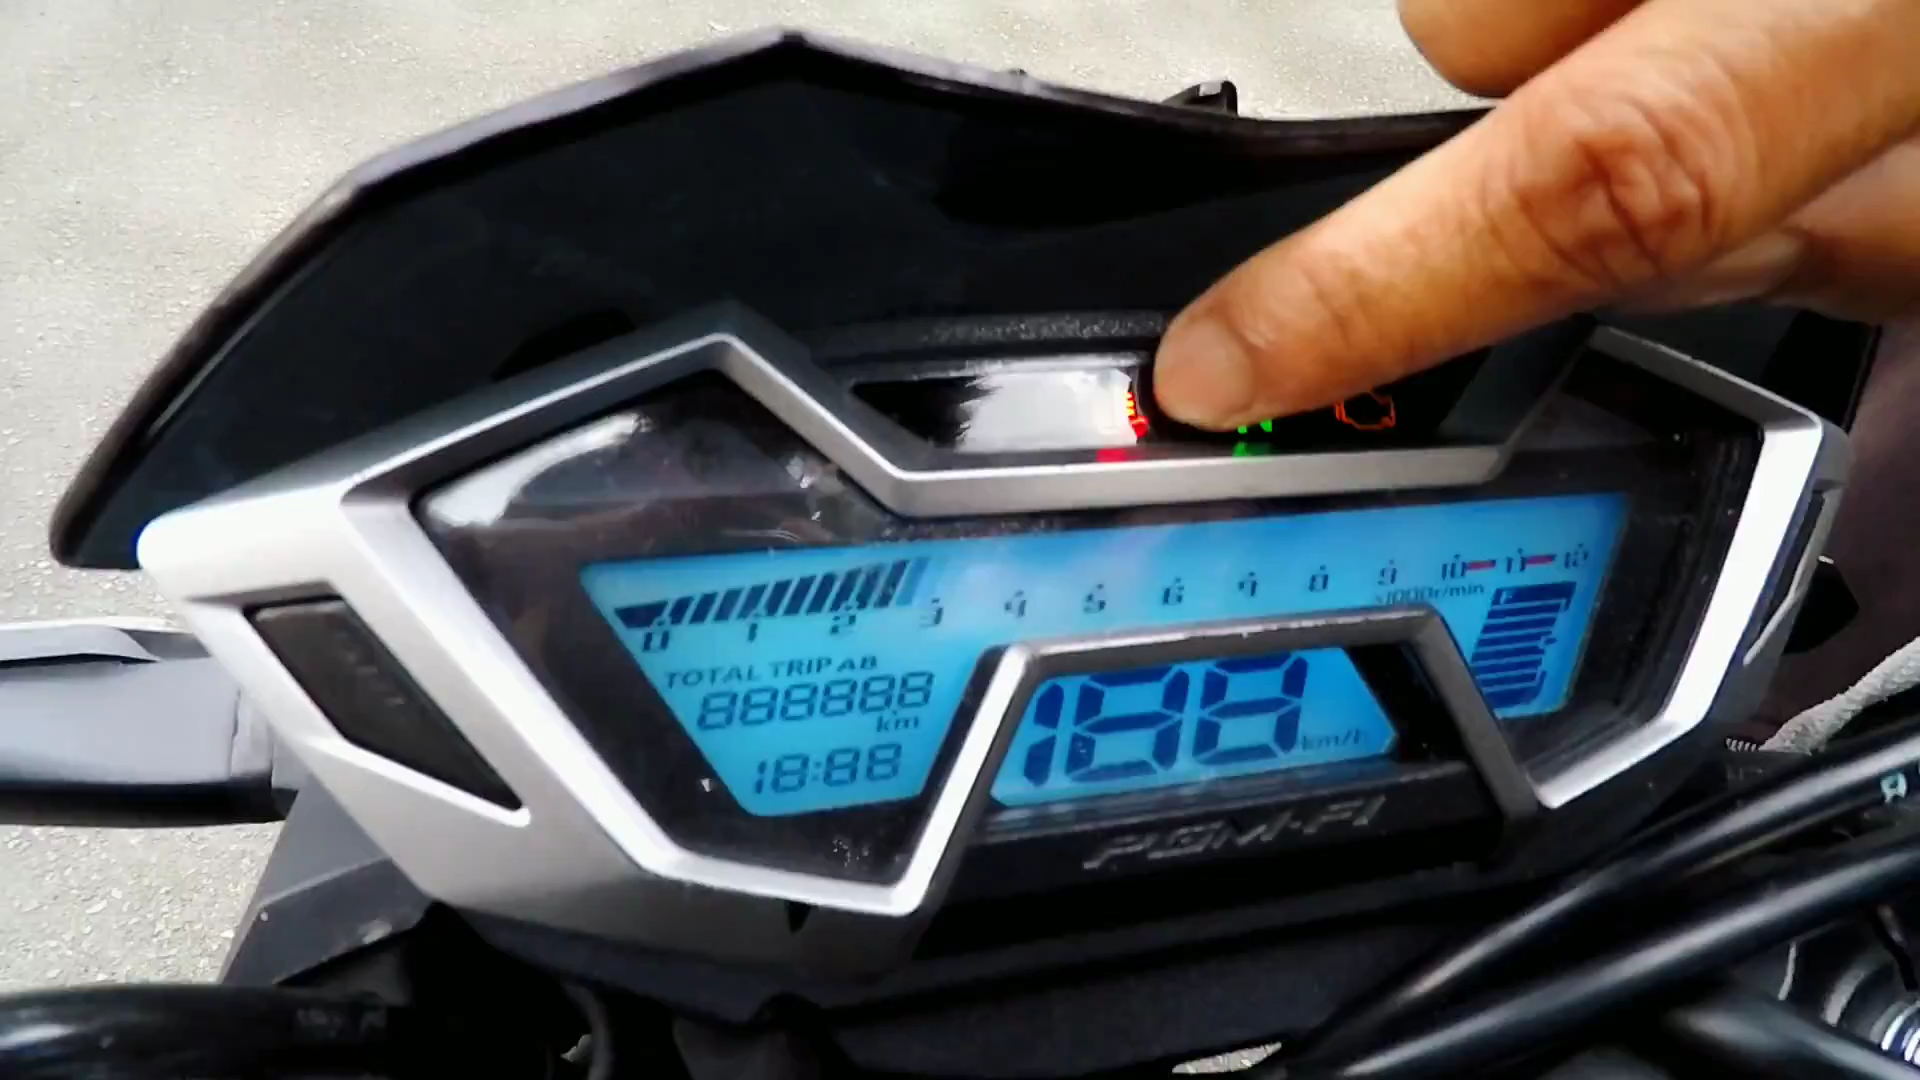 N
0 1 2 3 4 5 6 7 8 9 10 11 12
x1000r/min
F
TOTAL TRIP AB
888888
km
18:88
188 km/h
PGM-FI